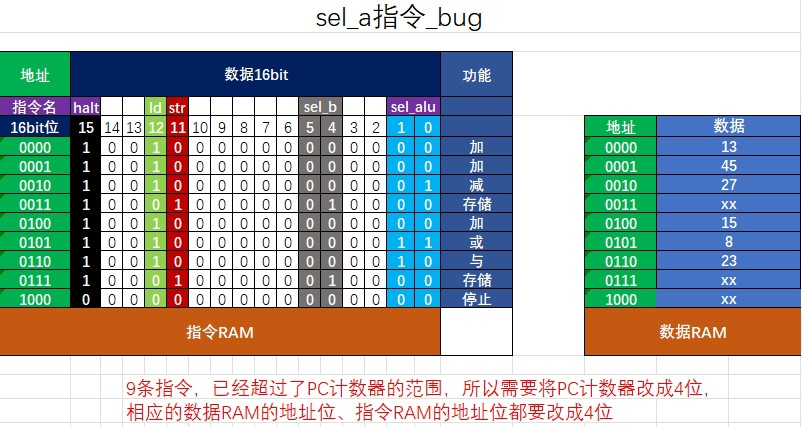 sel_a指令_bug
地址 数据16bit 功能
指令名 halt ld str sel_b sel_alu
16bit位 15 14 13 12 11 10 9 8 7 6 5 4 3 2 1 0 地址 数据
0000 1 0 0 1 0 0 0 0 0 0 0 0 0 0 0 0 加 0000 13
0001 1 0 0 1 0 0 0 0 0 0 0 0 0 0 0 0 加 0001 45
0010 1 0 0 1 0 0 0 0 0 0 0 0 0 0 0 1 减 0010 27
0011 1 0 0 0 1 0 0 0 0 0 0 1 0 0 0 0 存储 0011 xx
0100 1 0 0 1 0 0 0 0 0 0 0 0 0 0 0 0 加 0100 15
0101 1 0 0 1 0 0 0 0 0 0 0 0 0 0 1 1 或 0101 8
0110 1 0 0 1 0 0 0 0 0 0 0 0 0 0 1 0 与 0110 23
0111 1 0 0 0 1 0 0 0 0 0 0 1 0 0 0 0 存储 0111 xx
1000 0 0 0 0 0 0 0 0 0 0 0 0 0 0 0 0 停止 1000 xx
指令RAM 数据RAM
9条指令，已经超过了PC计数器的范围，所以需要将PC计数器改成4位，
相应的数据RAM的地址位、指令RAM的地址位都要改成4位